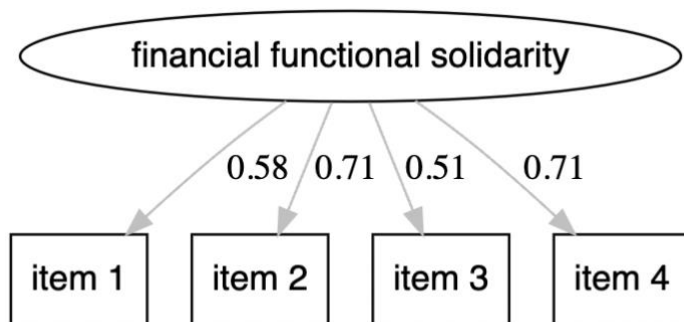 financial functional solidarity
0.58 0.71 0.51 0.71
item 1 item 2 item 3 item 4